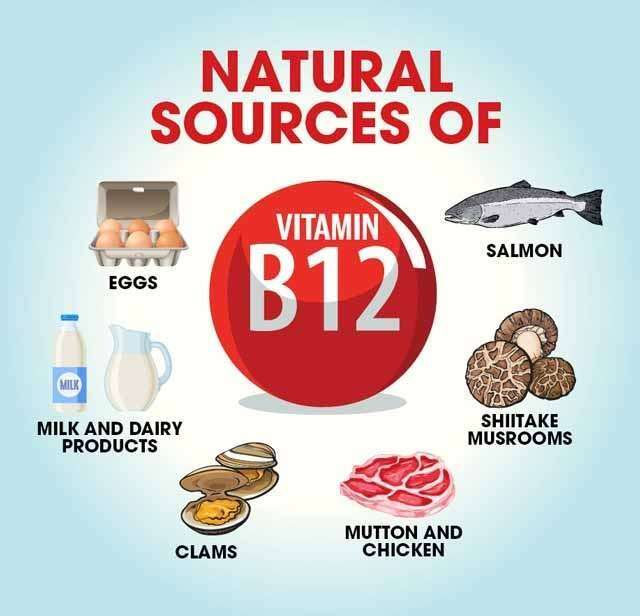 NATURAL
SOURCES OF
VITAMIN
B12
EGGS
SALMON
MILK
MILK AND DAIRY
PRODUCTS
SHIITAKE
MUSROOMS
CLAMS
MUTTON AND
CHICKEN